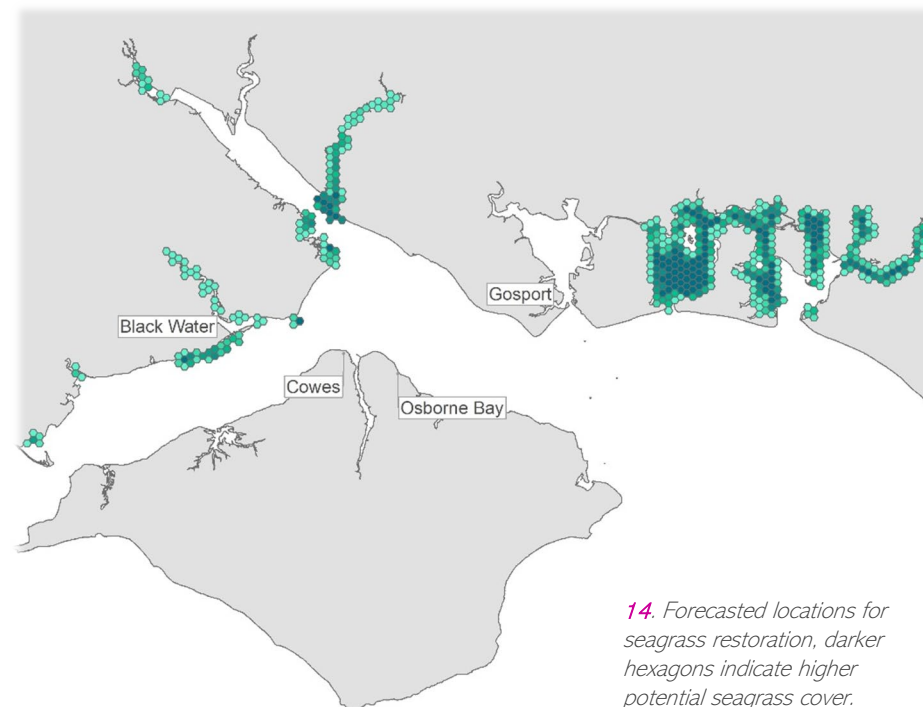 Gosport
Black Water
Cowes
Osborne Bay
14. Forecasted locations for
seagrass restoration, darker
hexagons indicate higher
potential seagrass cover.